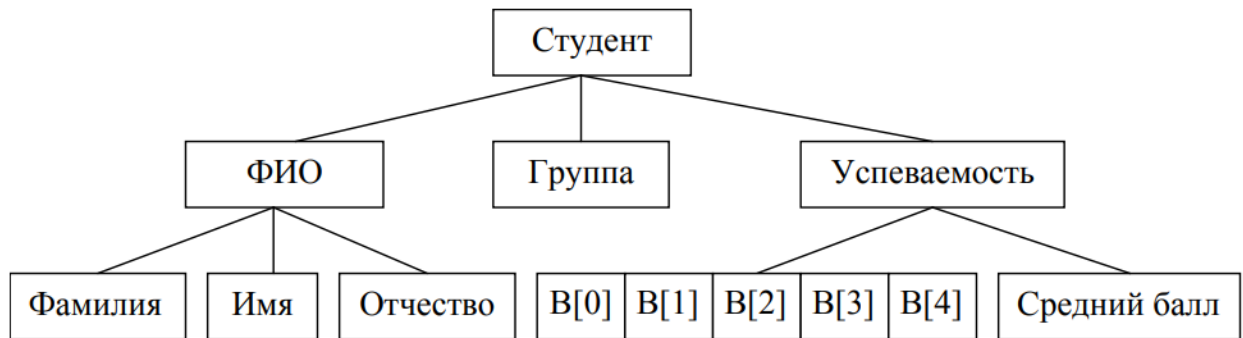 Студент
ФИО Группа Успеваемость
Фамилия Имя Отчество B[0] B[1] B[2] B[3] B[4] Средний балл